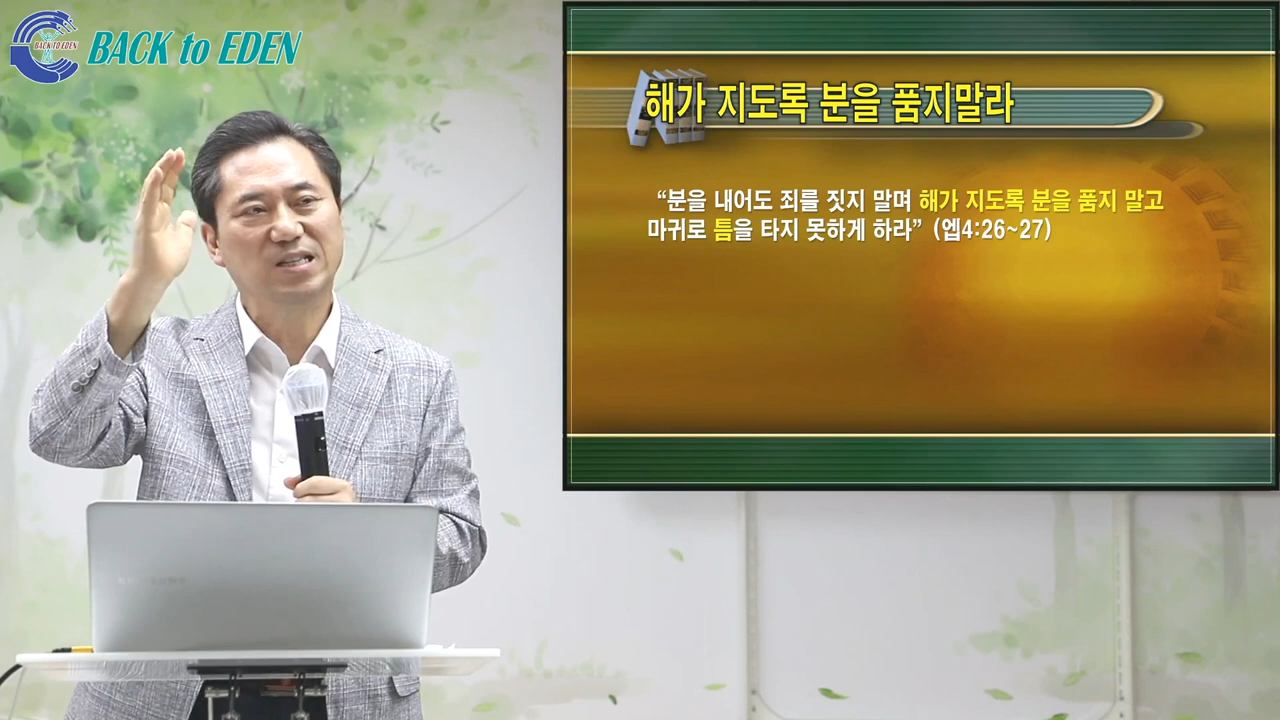 BACK TO EDEN
BACK to EDEN
해가 지도록 분을 품지말라
“분을 내어도 죄를 짓지 말며 해가 지도록 분을 품지 말고
마귀로 틈을 타지 못하게 하라” (엡4:26~27)